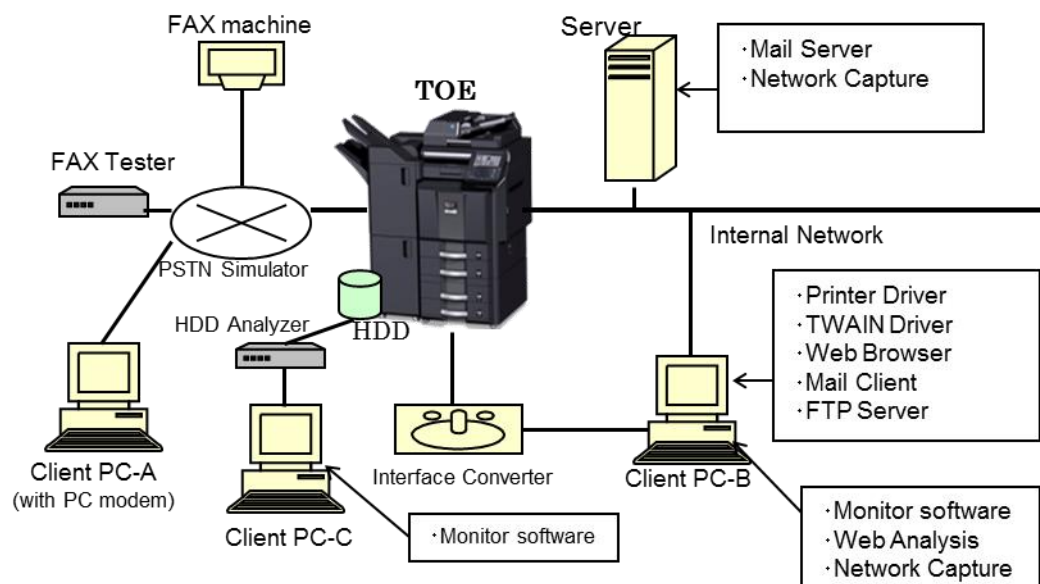 FAX machine
Server
・Mail Server
・Network Capture
TOE
FAX Tester
PSTN Simulator
Internal Network
HDD Analyzer
HDD
・Printer Driver
・TWAIN Driver
・Web Browser
・Mail Client
・FTP Server
Client PC-A
(with PC modem)
Interface Converter
Client PC-B
Client PC-C
・Monitor software
・Monitor software
・Web Analysis
・Network Capture